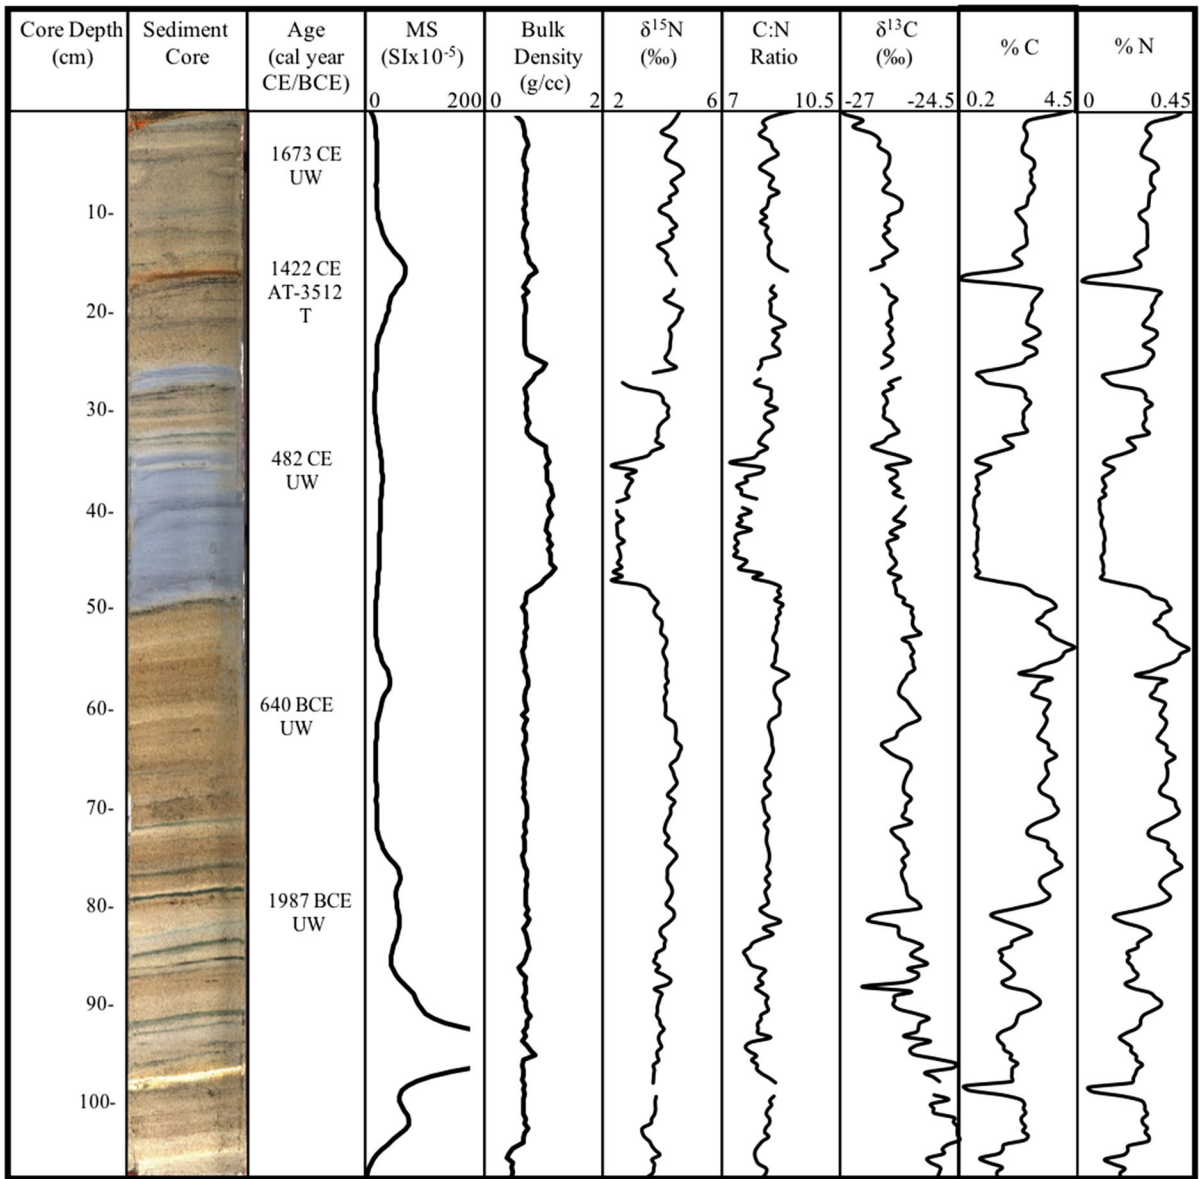 Core Depth
(cm)
Sediment
Core
Age
(cal year
CE/BCE)
MS
(SIx10-5)
0 200
Bulk
Density
(g/cc)
0 2
δ15N
(‰)
2 6
C:N
Ratio
7 10.5
δ13C
(‰)
-27 -24.5
% C
0.2 4.5
% N
0 0.45
10-
20-
30-
40-
50-
60-
70-
80-
90-
100-
1673 CE
UW
1422 CE
AT-3512
T
482 CE
UW
640 BCE
UW
1987 BCE
UW